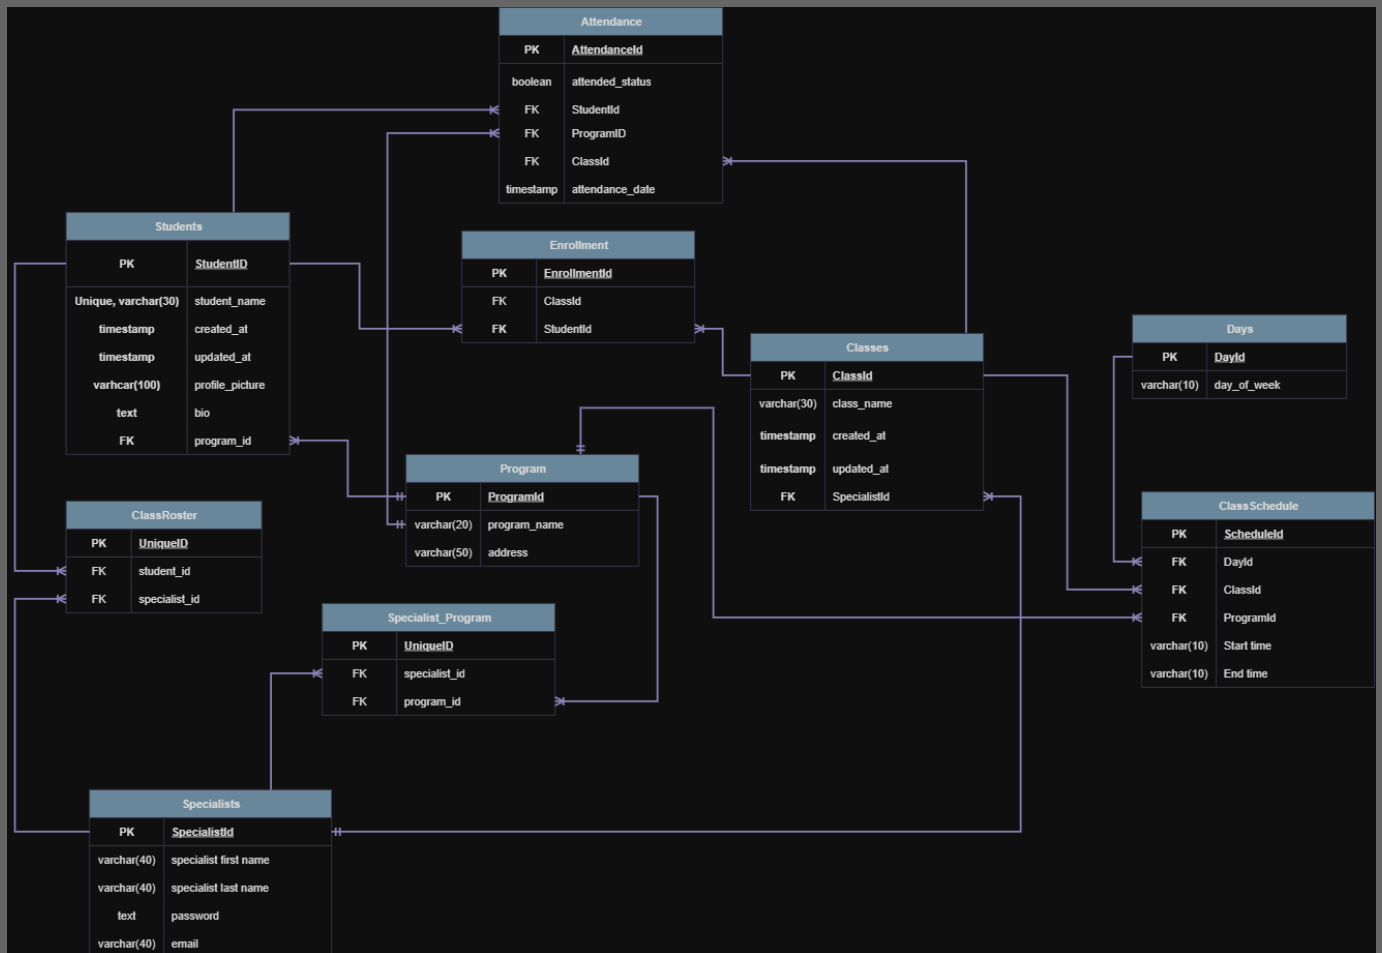 Attendance
PK AttendanceId
boolean attended_status
FK StudentId
FK ProgramID
FK ClassId
timestamp attendance_date
Students
PK StudentID
Unique, varchar(30) student_name
timestamp created_at
timestamp updated_at
varhcar(100) profile_picture
text bio
FK program_id
Enrollment
PK EnrollmentId
FK ClassId
FK StudentId
Classes
PK ClassId
varchar(30) class_name
timestamp created_at
timestamp updated_at
FK SpecialistId
Days
PK DayId
varchar(10) day_of_week
Program
PK ProgramId
varchar(20) program_name
varchar(50) address
ClassRoster
PK UniqueID
FK student_id
FK specialist_id
ClassSchedule
PK ScheduleId
FK DayId
FK ClassId
FK ProgramId
varchar(10) Start time
varchar(10) End time
Specialist_Program
PK UniqueID
FK specialist_id
FK program_id
Specialists
PK SpecialistId
varchar(40) specialist first name
varchar(40) specialist last name
text password
varchar(40) email